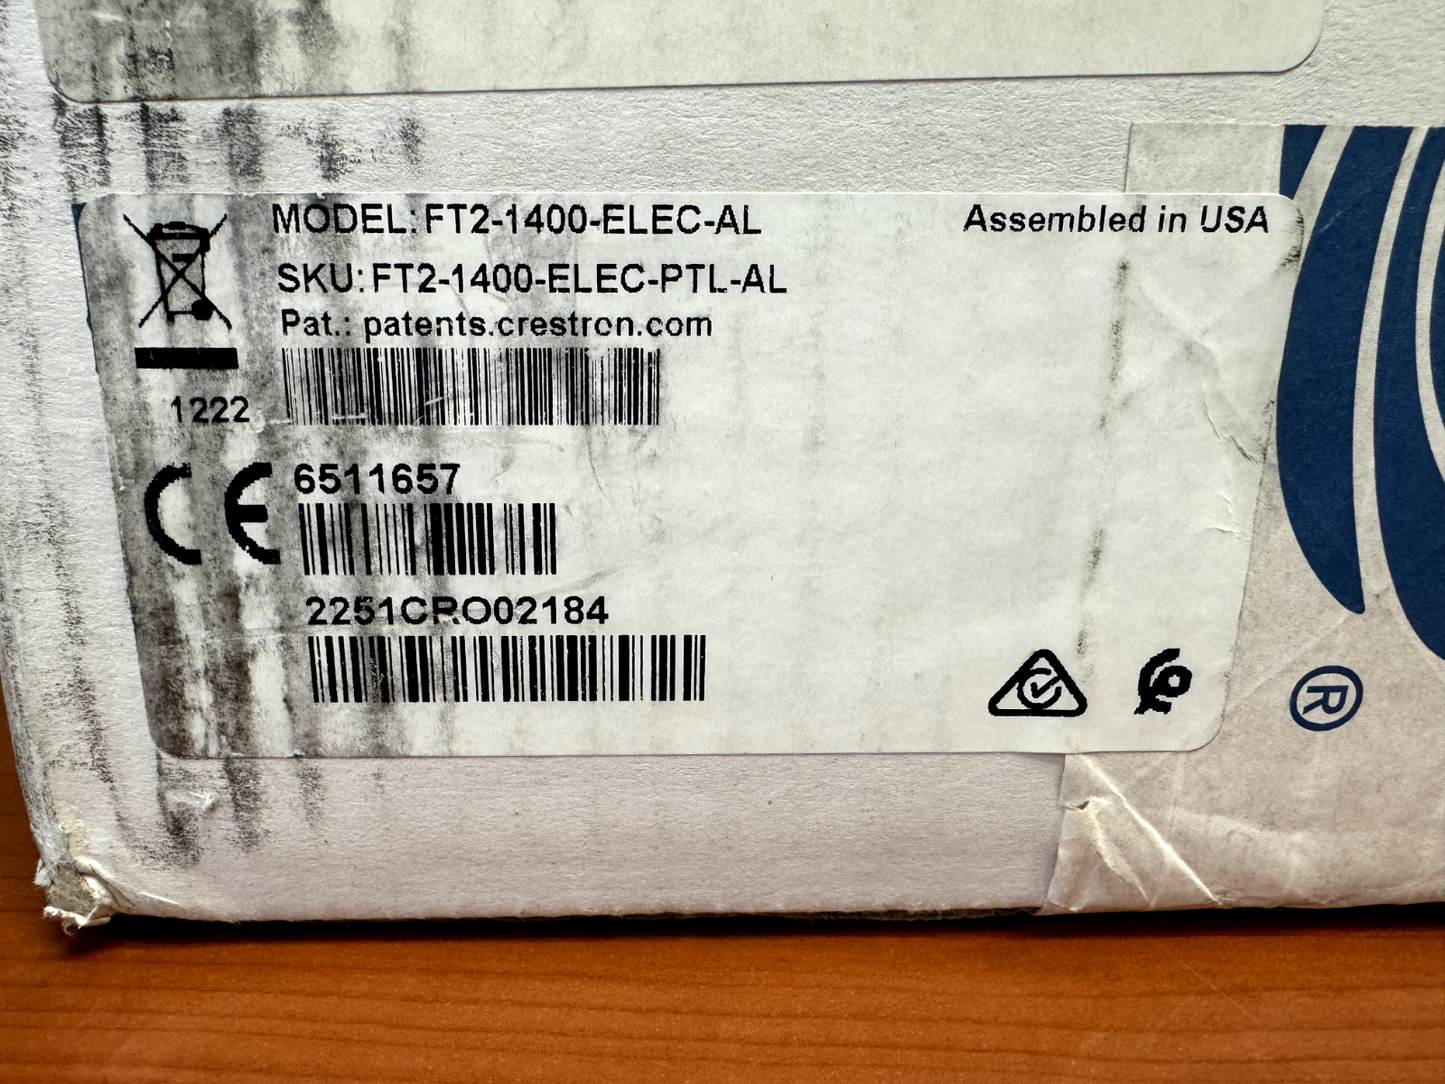 MODEL: FT2-1400-ELEC-AL
Assembled in USA
SKU: FT2-1400-ELEC-PTL-AL
Pat.: patents.crestron.com
1222
CE
6511657
2251CRO02184
®